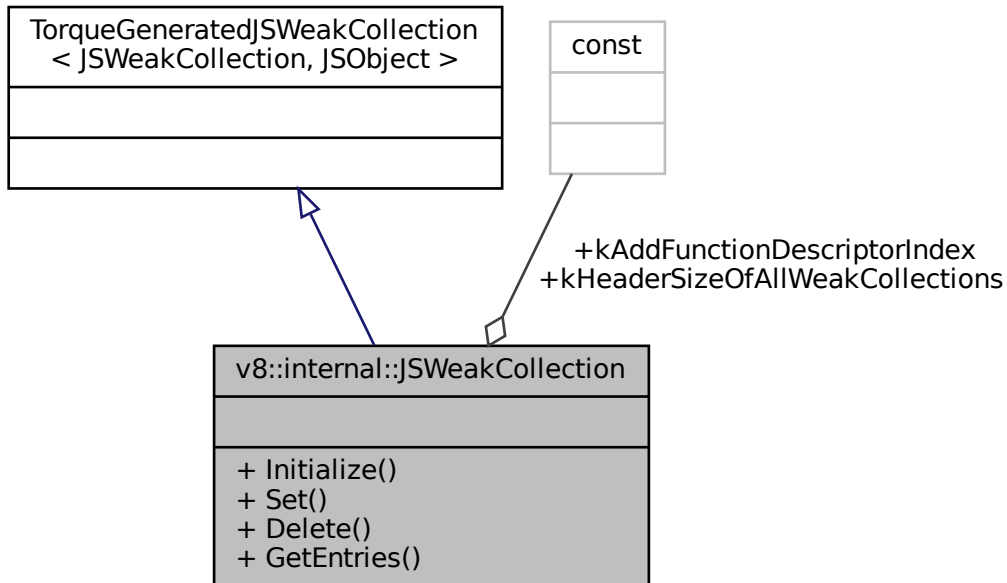 TorqueGeneratedJSWeakCollection
< JSWeakCollection, JSObject >
const
+kAddFunctionDescriptorIndex
+kHeaderSizeOfAllWeakCollections
v8::internal::JSWeakCollection
+ Initialize()
+ Set()
+ Delete()
+ GetEntries()